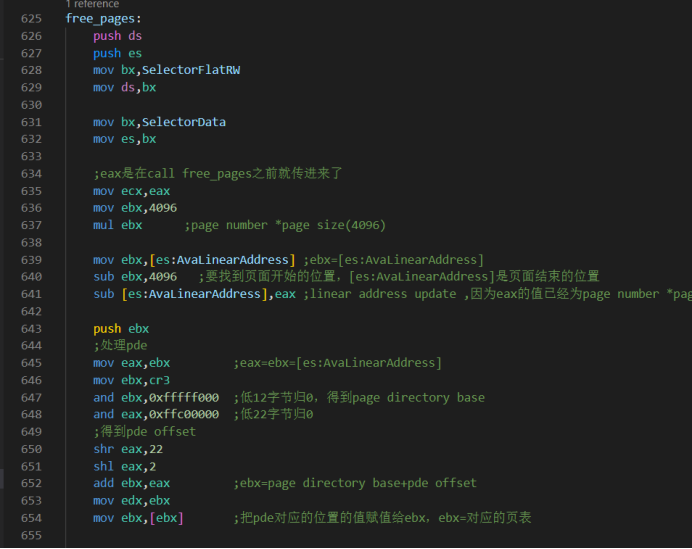 1 reference
625 free_pages:
626 push ds
627 push es
628 mov bx,SelectorFlatRW
629 mov ds,bx
630
631 mov bx,SelectorData
632 mov es,bx
633
634 ;eax是在call free_pages之前就传进来了
635 mov ecx,eax
636 mov ebx,4096
637 mul ebx ;page number *page size(4096)
638
639 mov ebx,[es:AvaLinearAddress] ;ebx=[es:AvaLinearAddress]
640 sub ebx,4096 ;要找到页面开始的位置，[es:AvaLinearAddress]是页面结束的位置
641 sub [es:AvaLinearAddress],eax ;linear address update ,因为eax的值已经为page number *pag
642
643 push ebx
644 ;处理pde
645 mov eax,ebx ;eax=ebx=[es:AvaLinearAddress]
646 mov ebx,cr3
647 and ebx,0xfffff000 ;低12字节归0，得到page directory base
648 and eax,0xffc00000 ;低22字节归0
649 ;得到pde offset
650 shr eax,22
651 shl eax,2
652 add ebx,eax ;ebx=page directory base+pde offset
653 mov edx,ebx
654 mov ebx,[ebx] ;把pde对应的位置的值赋值给ebx，ebx=对应的页表
655